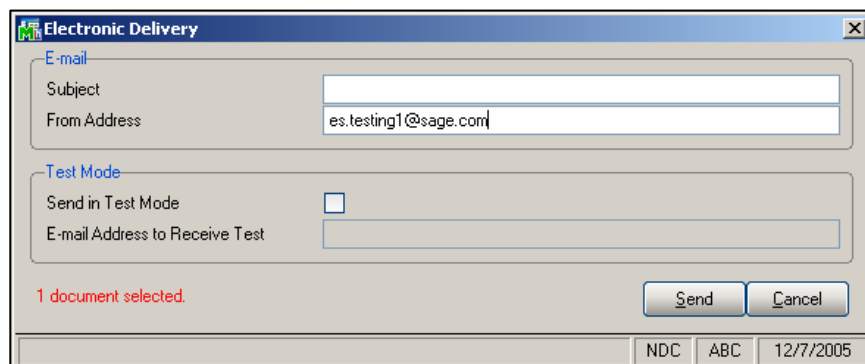 Electronic Delivery
E-mail
Subject
From Address es.testing1@sage.com
Test Mode
Send in Test Mode
E-mail Address to Receive Test
1 document selected. Send Cancel
NDC ABC 12/7/2005